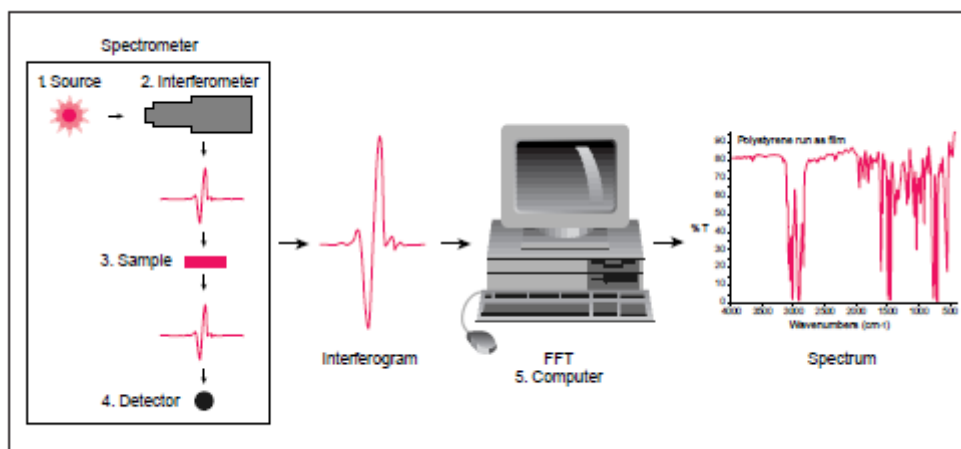 Spectrometer
1. Source
2. Interferometer
3. Sample
4. Detector
Interferogram
FFT
5. Computer
Polystyrene run as film
% T
90
80
70
60
50
40
30
20
10
0
4000 3500 3000 2500 2000 1500 1000 500
Wavenumbers (cm-1)
Spectrum